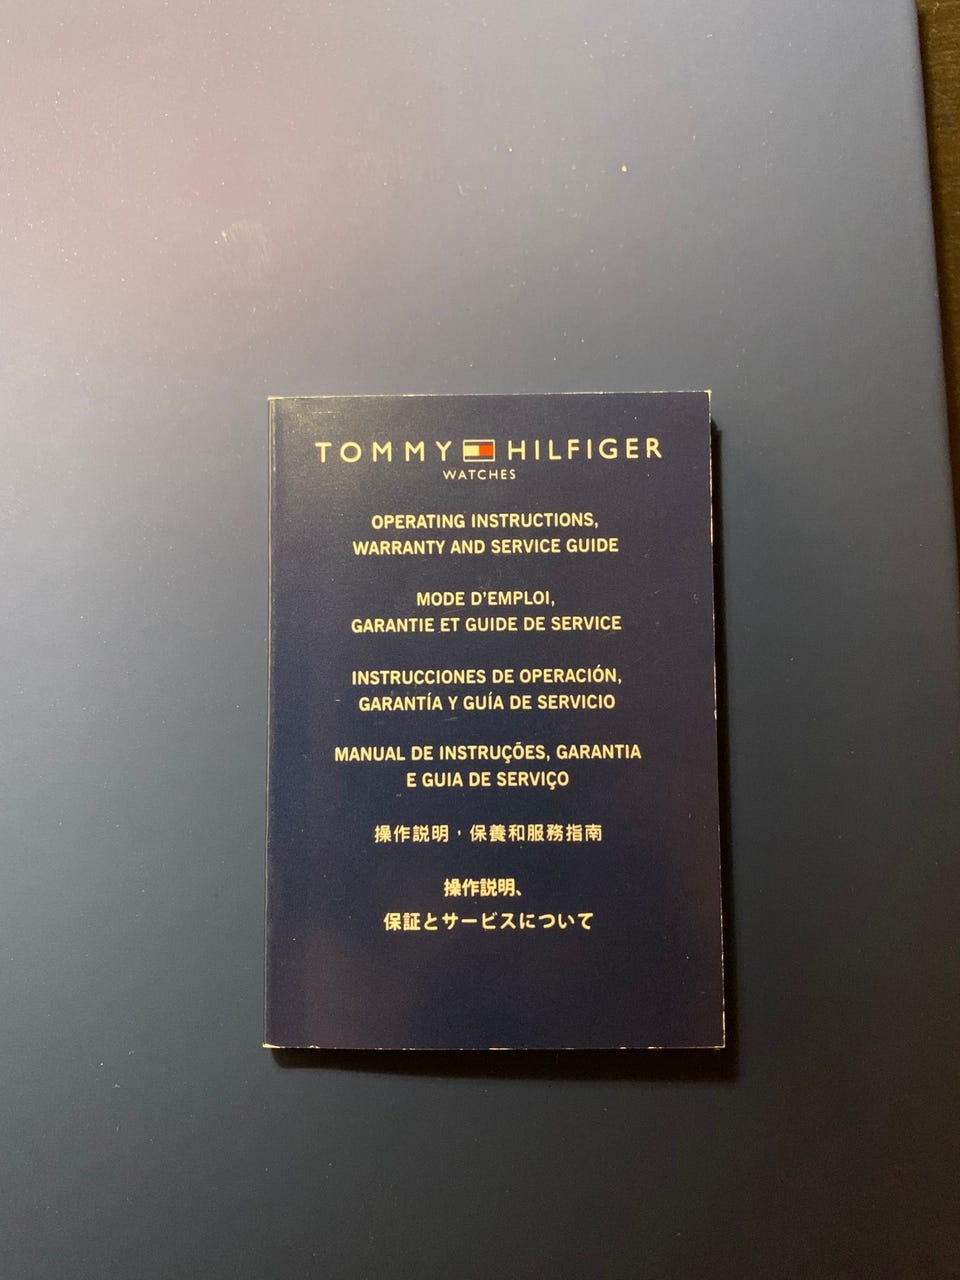 TOMMY HILFIGER
WATCHES
OPERATING INSTRUCTIONS,
WARRANTY AND SERVICE GUIDE
MODE D'EMPLOI,
GARANTIE ET GUIDE DE SERVICE
INSTRUCCIONES DE OPERACIÓN,
GARANTÍA Y GUÍA DE SERVICIO
MANUAL DE INSTRUÇÕES, GARANTIA
E GUIA DE SERVIÇO
操作説明，保養和服務指南
操作説明、
保証とサービスについて